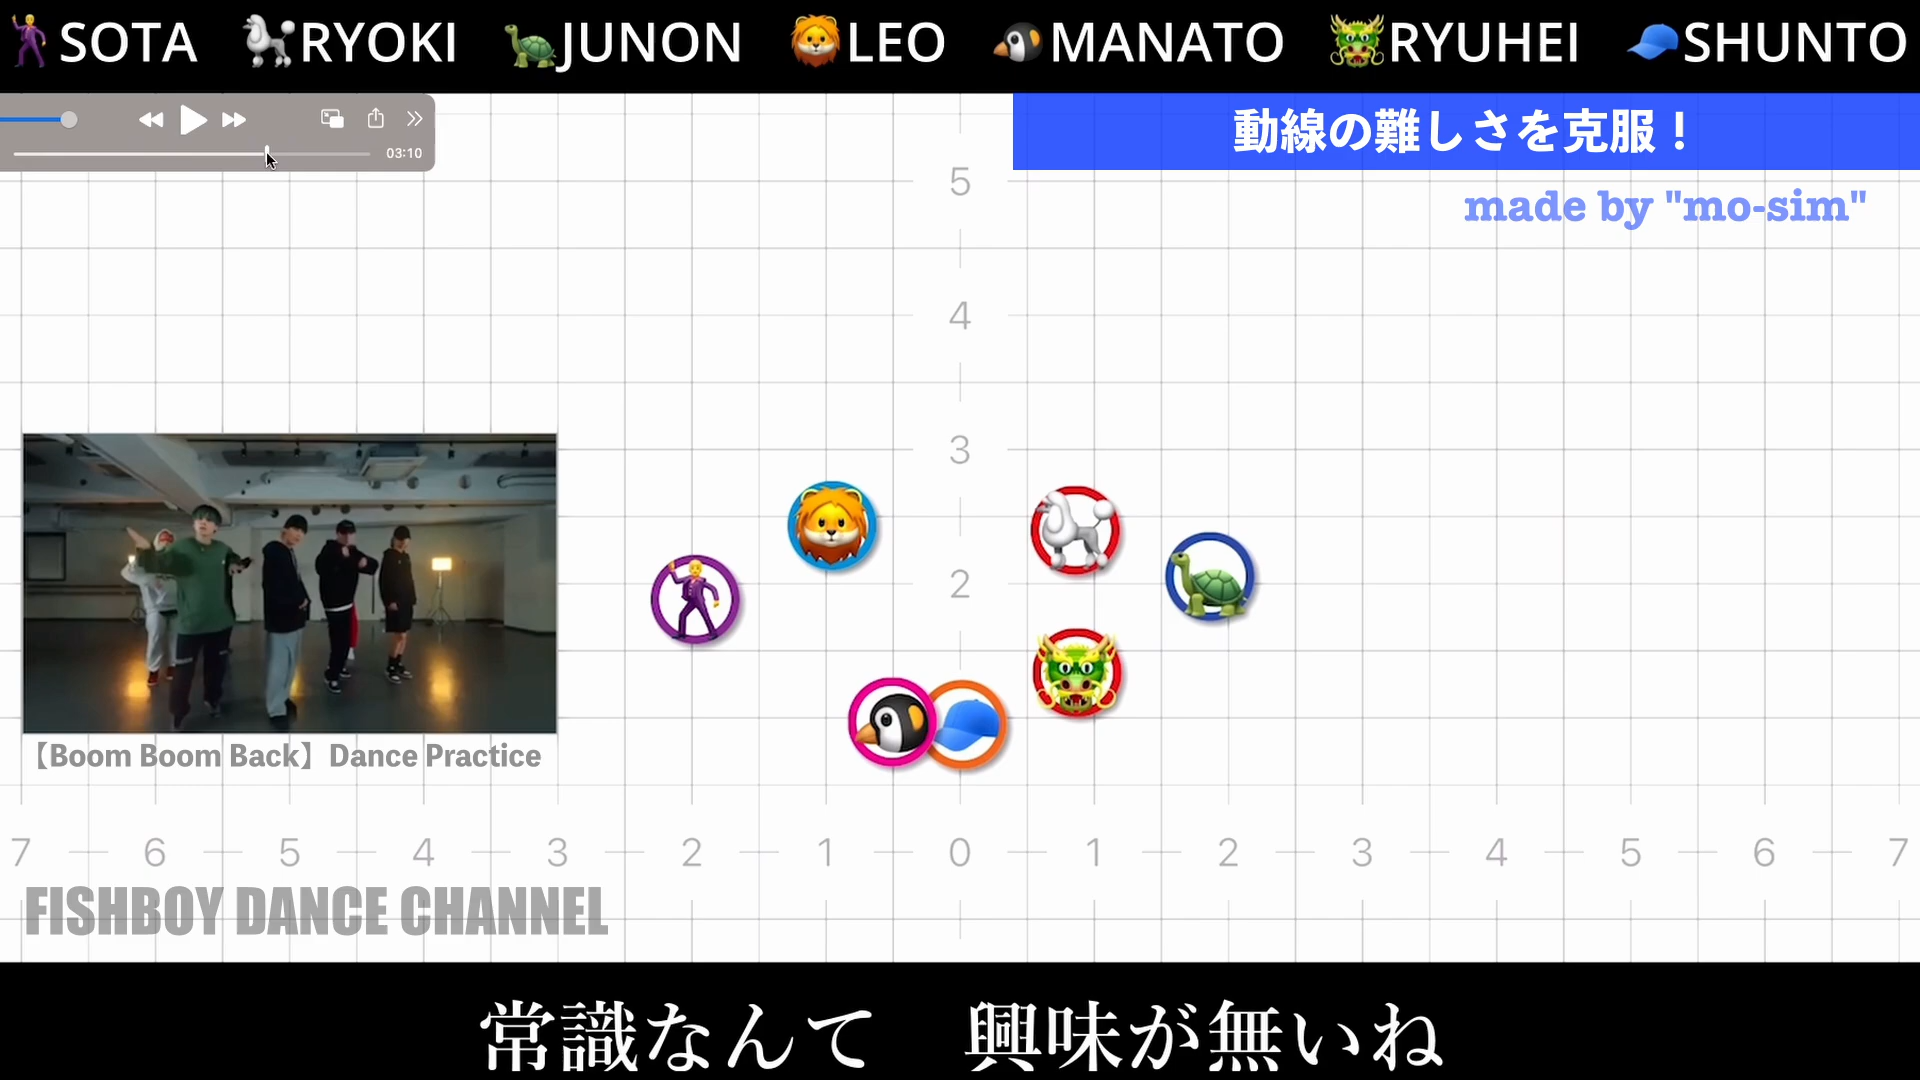 SOTA RYOKI JUNON LEO MANATO RYUHEI SHUNTO
03:10
動線の難しさを克服！
made by "mo-sim"
5
4
3
2
【Boom Boom Back】Dance Practice
7 6 5 4 3 2 1 0 1 2 3 4 5 6 7
FISHBOY DANCE CHANNEL
常識なんて 興味が無いね